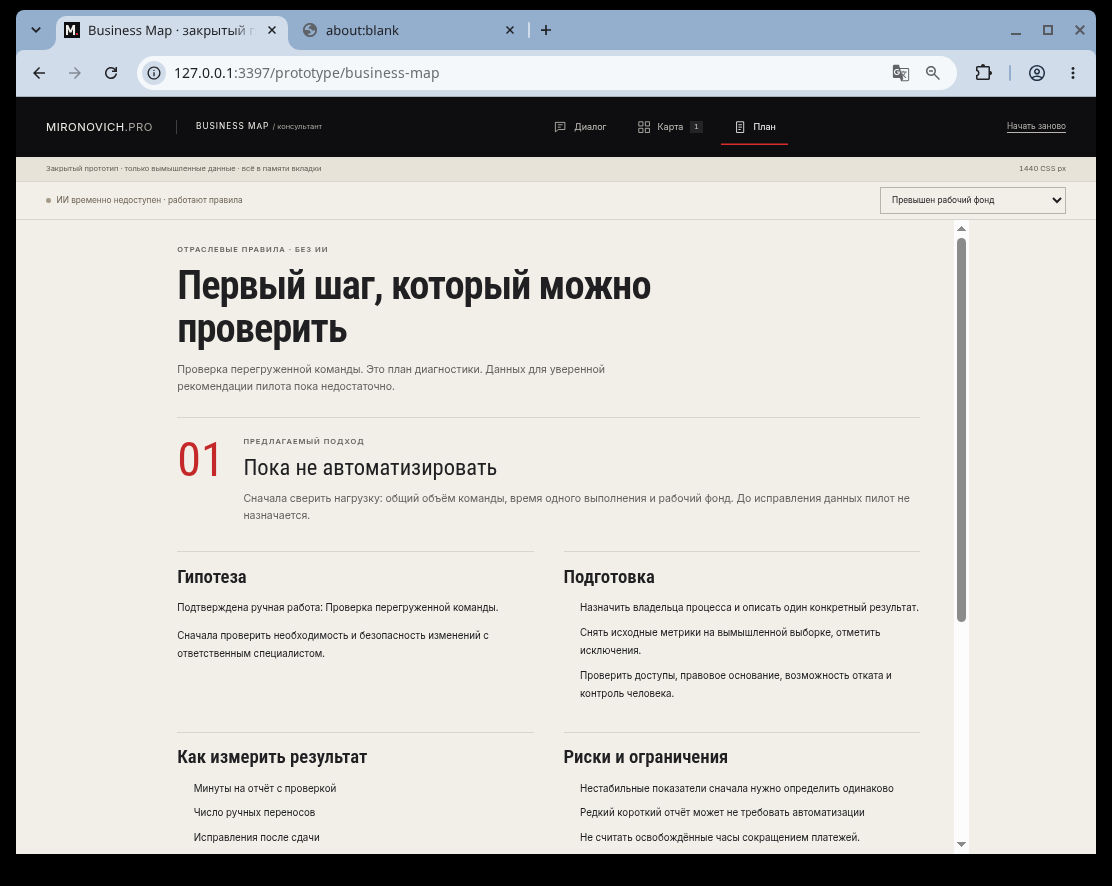 Business Map · закрытый г
about:blank
127.0.0.1:3397/prototype/business-map
MIRONOVICH.PRO
BUSINESS MAP / консультант
Диалог
Карта 1
План
Начать заново
Закрытый прототип · только вымышленные данные · всё в памяти вкладки
1440 CSS px
ИИ временно недоступен · работают правила
Превышен рабочий фонд
ОТРАСЛЕВЫЕ ПРАВИЛА · БЕЗ ИИ
Первый шаг, который можно
проверить
Проверка перегруженной команды. Это план диагностики. Данных для уверенной
рекомендации пилота пока недостаточно.
01
ПРЕДЛАГАЕМЫЙ ПОДХОД
Пока не автоматизировать
Сначала сверить нагрузку: общий объём команды, время одного выполнения и рабочий фонд. До исправления данных пилот не
назначается.
Гипотеза
Подтверждена ручная работа: Проверка перегруженной команды.
Сначала проверить необходимость и безопасность изменений с
ответственным специалистом.
Подготовка
Назначить владельца процесса и описать один конкретный результат.
Снять исходные метрики на вымышленной выборке, отметить
исключения.
Проверить доступы, правовое основание, возможность отката и
контроль человека.
Как измерить результат
Минуты на отчёт с проверкой
Число ручных переносов
Исправления после сдачи
Риски и ограничения
Нестабильные показатели сначала нужно определить одинаково
Редкий короткий отчёт может не требовать автоматизации
Не считать освобождённые часы сокращением платежей.